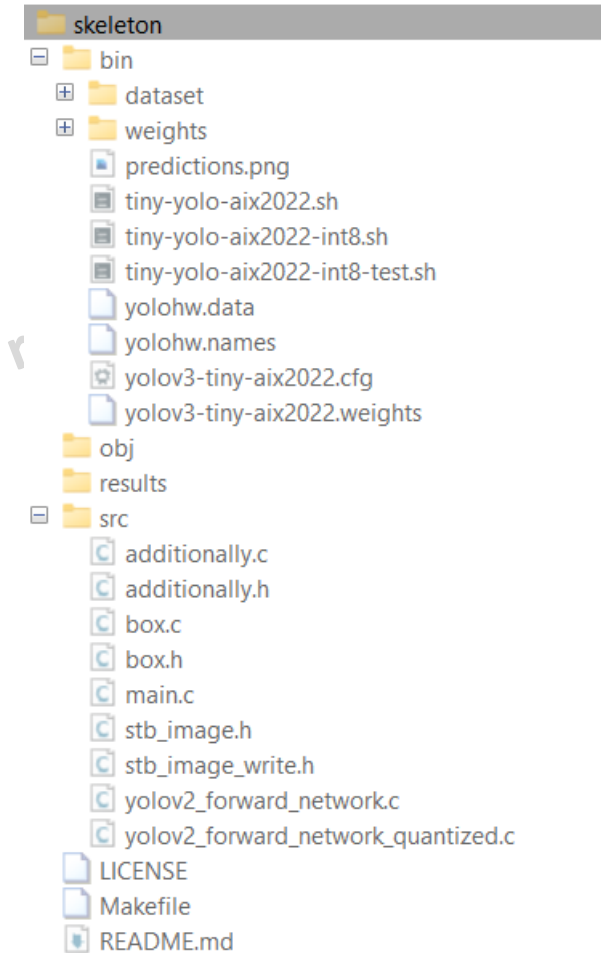 skeleton
bin
dataset
weights
predictions.png
tiny-yolo-aix2022.sh
tiny-yolo-aix2022-int8.sh
tiny-yolo-aix2022-int8-test.sh
yolohw.data
yolohw.names
yolov3-tiny-aix2022.cfg
yolov3-tiny-aix2022.weights
obj
results
src
additionally.c
additionally.h
box.c
box.h
main.c
stb_image.h
stb_image_write.h
yolov2_forward_network.c
yolov2_forward_network_quantized.c
LICENSE
Makefile
README.md